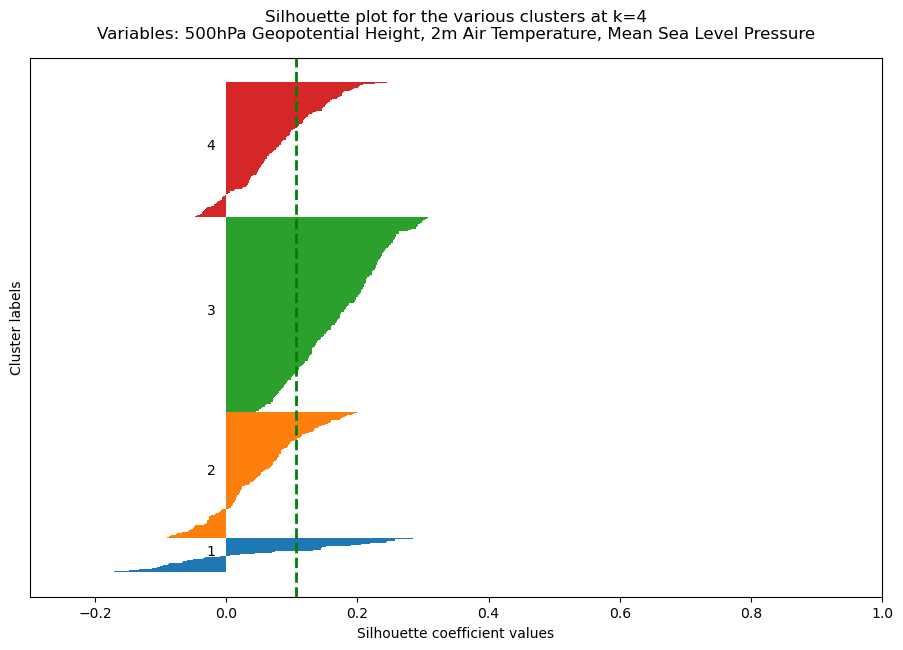 Silhouette plot for the various clusters at k=4
Variables: 500hPa Geopotential Height, 2m Air Temperature, Mean Sea Level Pressure
Cluster labels
4
3
2
1
−0.2 0.0 0.2 0.4 0.6 0.8 1.0
Silhouette coefficient values